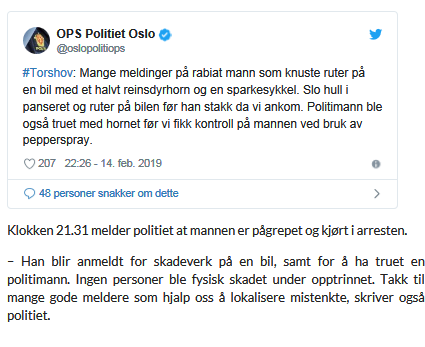 OPS Politiet Oslo
@oslopolitiops
#Torshov: Mange meldinger på rabiat mann som knuste ruter på
en bil med et halvt reinsdyrhorn og en sparkesykkel. Slo hull i
panseret og ruter på bilen før han stakk da vi ankom. Politimann ble
også truet med hornet før vi fikk kontroll på mannen ved bruk av
pepperspray.
207 22:26 - 14. feb. 2019
48 personer snakker om dette
Klokken 21.31 melder politiet at mannen er pågrepet og kjørt i arresten.
– Han blir anmeldt for skadeverk på en bil, samt for å ha truet en
politimann. Ingen personer ble fysisk skadet under opptrinnet. Takk til
mange gode meldere som hjalp oss å lokalisere mistenkte, skriver også
politiet.